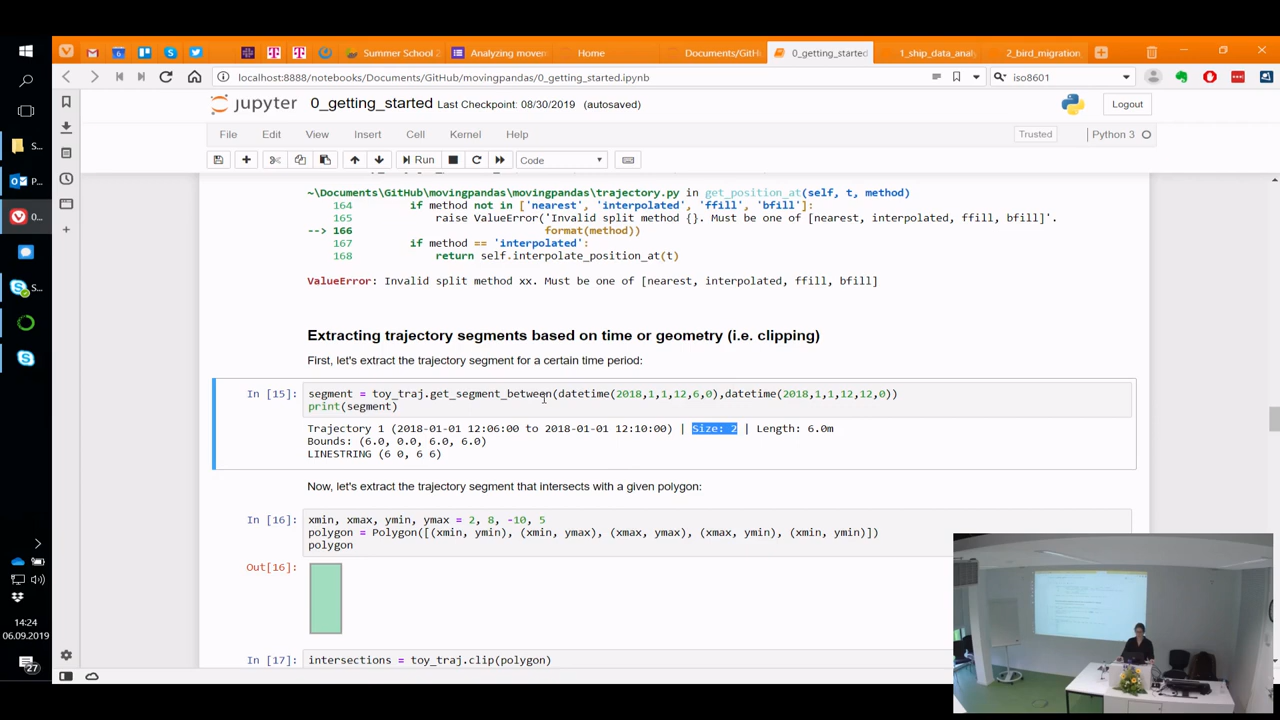 Summer School 2
Analyzing movem
Home
Documents/GitH
0_getting_started
1_ship_data_anal
2_bird_migration
localhost:8888/notebooks/Documents/GitHub/movingpandas/0_getting_started.ipynb
iso8601
jupyter 0_getting_started Last Checkpoint: 08/30/2019 (autosaved)
Logout
File Edit View Insert Cell Kernel Help
Trusted
Python 3
Run
Code
~\Documents\GitHub\movingpandas\movingpandas\trajectory.py in get_position_at(self, t, method)
164 if method not in ['nearest', 'interpolated', 'ffill', 'bfill']:
165 raise ValueError('Invalid split method {}. Must be one of [nearest, interpolated, ffill, bfill]'.
--> 166 format(method))
167 if method == 'interpolated':
168 return self.interpolate_position_at(t)
ValueError: Invalid split method xx. Must be one of [nearest, interpolated, ffill, bfill]
Extracting trajectory segments based on time or geometry (i.e. clipping)
First, let's extract the trajectory segment for a certain time period:
In [15]: segment = toy_traj.get_segment_between(datetime(2018,1,1,12,6,0),datetime(2018,1,1,12,12,0))
print(segment)
Trajectory 1 (2018-01-01 12:06:00 to 2018-01-01 12:10:00) | Size: 2 | Length: 6.0m
Bounds: (6.0, 0.0, 6.0, 6.0)
LINESTRING (6 0, 6 6)
Now, let's extract the trajectory segment that intersects with a given polygon:
In [16]: xmin, xmax, ymin, ymax = 2, 8, -10, 5
polygon = Polygon([(xmin, ymin), (xmin, ymax), (xmax, ymax), (xmax, ymin), (xmin, ymin)])
polygon
Out[16]:
In [17]: intersections = toy_traj.clip(polygon)
S...
P...
0...
S...
14:24
06.09.2019
27